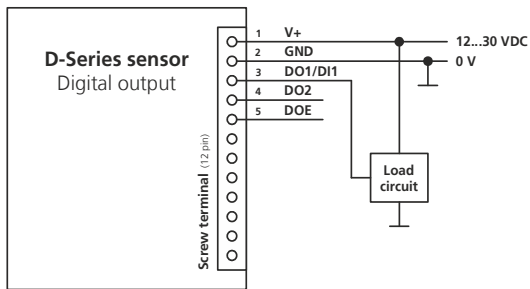 D-Series sensor
Digital output
Screw terminal (12 pin)
1 V+
2 GND
3 DO1/DI1
4 DO2
5 DOE
12...30 VDC
0 V
Load
circuit